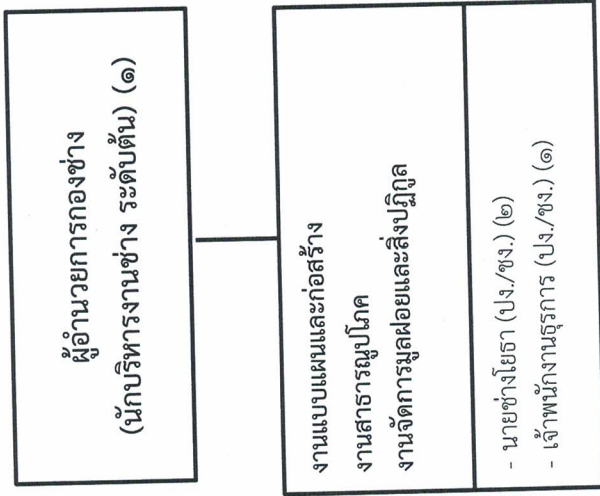 ผู้อำนวยการกองช่าง
(นักบริหารงานช่าง ระดับต้น) (๑)
งานแบบแผนและก่อสร้าง
งานสาธารณูปโภค
งานจัดการมูลฝอยและสิ่งปฏิกูล
- นายช่างโยธา (ปง./ชง.) (๒)
- เจ้าพนักงานธุรการ (ปง./ชง.) (๑)